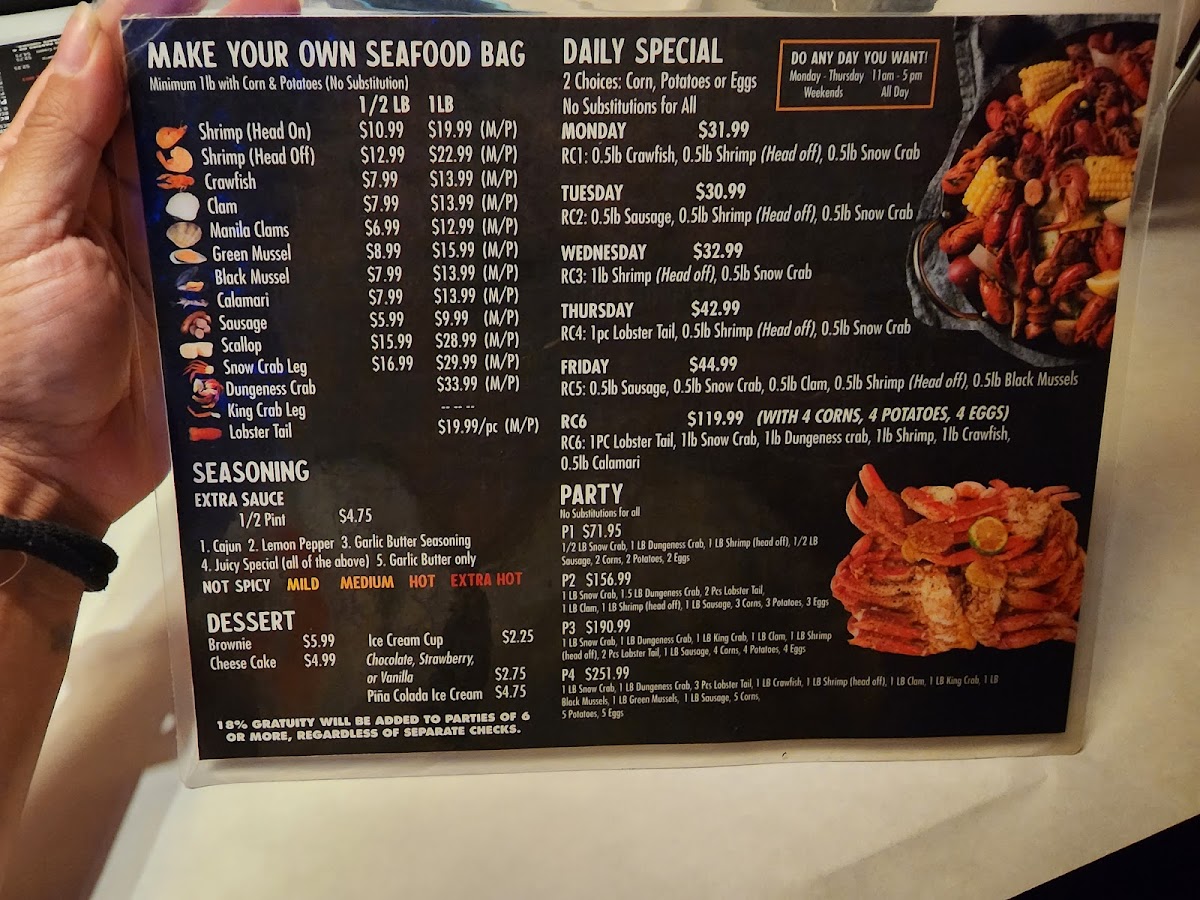 MAKE YOUR OWN SEAFOOD BAG
Minimum 1lb with Corn & Potatoes (No Substitution)
1/2 LB 1LB
Shrimp (Head On) $10.99 $19.99 (M/P)
Shrimp (Head Off) $12.99 $22.99 (M/P)
Crawfish $7.99 $13.99 (M/P)
Clam $7.99 $13.99 (M/P)
Manila Clams $6.99 $12.99 (M/P)
Green Mussel $8.99 $15.99 (M/P)
Black Mussel $7.99 $13.99 (M/P)
Calamari $7.99 $13.99 (M/P)
Sausage $5.99 $9.99 (M/P)
Scallop $15.99 $28.99 (M/P)
Snow Crab Leg $16.99 $29.99 (M/P)
Dungeness Crab $33.99 (M/P)
King Crab Leg -- -- --
Lobster Tail $19.99/pc (M/P)
SEASONING
EXTRA SAUCE
1/2 Pint $4.75
1. Cajun 2. Lemon Pepper 3. Garlic Butter Seasoning
4. Juicy Special (all of the above) 5. Garlic Butter only
NOT SPICY MILD MEDIUM HOT EXTRA HOT
DESSERT
Brownie $5.99
Cheese Cake $4.99
Ice Cream Cup $2.25
Chocolate, Strawberry,
or Vanilla $2.75
Piña Colada Ice Cream $4.75
18% GRATUITY WILL BE ADDED TO PARTIES OF 6
OR MORE, REGARDLESS OF SEPARATE CHECKS.
DAILY SPECIAL
2 Choices: Corn, Potatoes or Eggs
No Substitutions for All
DO ANY DAY YOU WANT!
Monday - Thursday 11am - 5 pm
Weekends All Day
MONDAY $31.99
RC1: 0.5lb Crawfish, 0.5lb Shrimp (Head off), 0.5lb Snow Crab
TUESDAY $30.99
RC2: 0.5lb Sausage, 0.5lb Shrimp (Head off), 0.5lb Snow Crab
WEDNESDAY $32.99
RC3: 1lb Shrimp (Head off), 0.5lb Snow Crab
THURSDAY $42.99
RC4: 1pc Lobster Tail, 0.5lb Shrimp (Head off), 0.5lb Snow Crab
FRIDAY $44.99
RC5: 0.5lb Sausage, 0.5lb Snow Crab, 0.5lb Clam, 0.5lb Shrimp (Head off), 0.5lb Black Mussels
RC6 $119.99 (WITH 4 CORNS, 4 POTATOES, 4 EGGS)
RC6: 1PC Lobster Tail, 1lb Snow Crab, 1lb Dungeness crab, 1lb Shrimp, 1lb Crawfish,
0.5lb Calamari
PARTY
No Substitutions for all
P1 $71.95
1/2 LB Snow Crab, 1 LB Dungeness Crab, 1 LB Shrimp (head off), 1/2 LB
Sausage, 2 Corns, 2 Potatoes, 2 Eggs
P2 $156.99
1 LB Snow Crab, 1.5 LB Dungeness Crab, 2 Pcs Lobster Tail,
1 LB Clam, 1 LB Shrimp (head off), 1 LB Sausage, 3 Corns, 3 Potatoes, 3 Eggs
P3 $190.99
1 LB Snow Crab, 1 LB Dungeness Crab, 1 LB King Crab, 1 LB Clam, 1 LB Shrimp
(head off), 2 Pcs Lobster Tail, 1 LB Sausage, 4 Corns, 4 Potatoes, 4 Eggs
P4 $251.99
1 LB Snow Crab, 1 LB Dungeness Crab, 3 Pcs Lobster Tail, 1 LB Crawfish, 1 LB Shrimp (head off), 1 LB Clam, 1 LB King Crab, 1 LB
Black Mussels, 1 LB Green Mussels, 1 LB Sausage, 5 Corns,
5 Potatoes, 5 Eggs